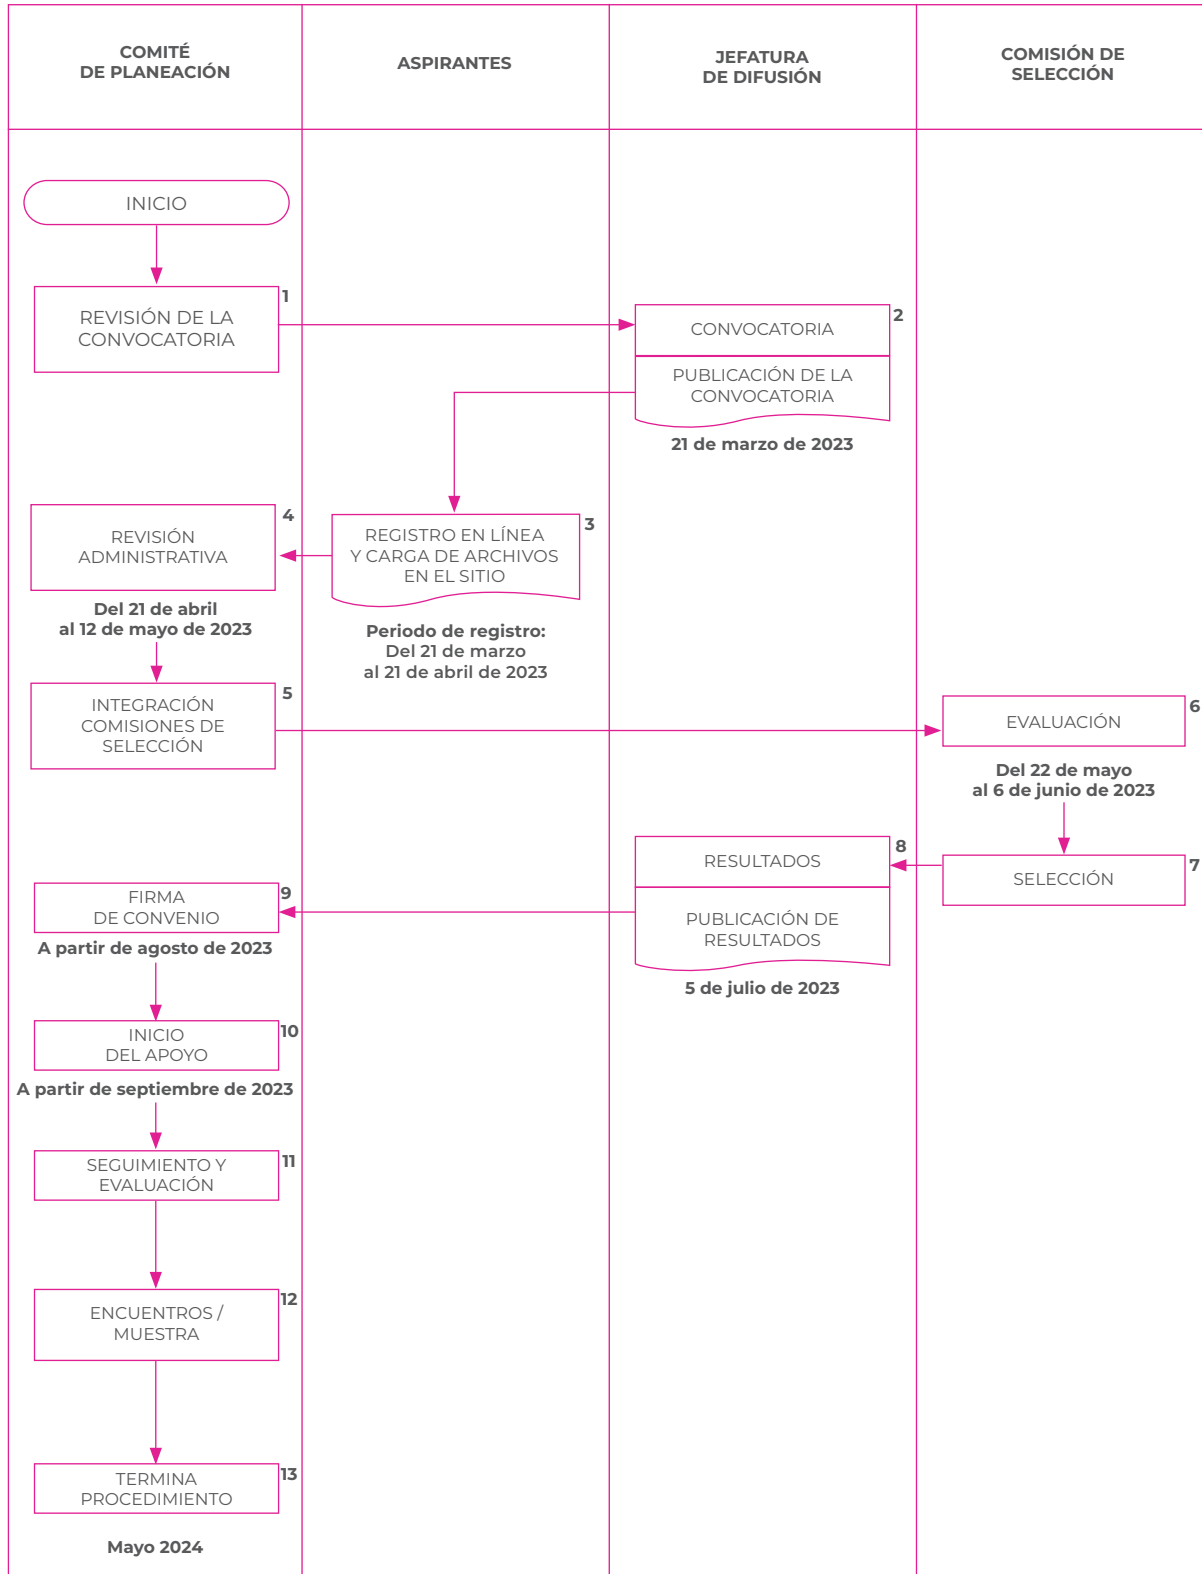 COMITÉ
DE PLANEACIÓN
ASPIRANTES
JEFATURA
DE DIFUSIÓN
COMISIÓN DE
SELECCIÓN
INICIO
1
REVISIÓN DE LA
CONVOCATORIA
2
CONVOCATORIA
PUBLICACIÓN DE LA
CONVOCATORIA
21 de marzo de 2023
3
REGISTRO EN LÍNEA
Y CARGA DE ARCHIVOS
EN EL SITIO
Periodo de registro:
Del 21 de marzo
al 21 de abril de 2023
4
REVISIÓN
ADMINISTRATIVA
Del 21 de abril
al 12 de mayo de 2023
5
INTEGRACIÓN
COMISIONES DE
SELECCIÓN
6
EVALUACIÓN
Del 22 de mayo
al 6 de junio de 2023
7
SELECCIÓN
8
RESULTADOS
PUBLICACIÓN DE
RESULTADOS
5 de julio de 2023
9
FIRMA
DE CONVENIO
A partir de agosto de 2023
10
INICIO
DEL APOYO
A partir de septiembre de 2023
11
SEGUIMIENTO Y
EVALUACIÓN
12
ENCUENTROS /
MUESTRA
13
TERMINA
PROCEDIMIENTO
Mayo 2024